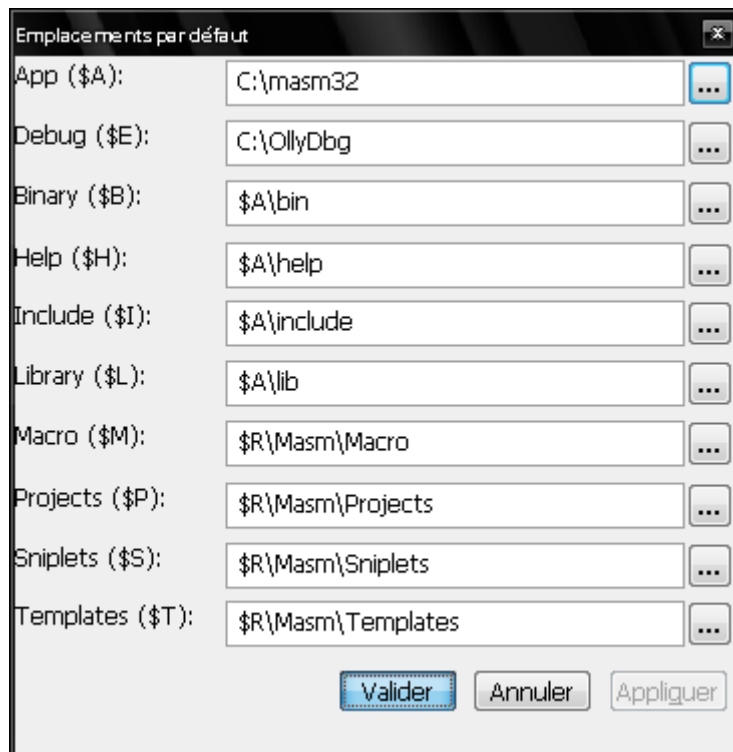 Emplacements par défaut
App ($A): C:\masm32 ...
Debug ($E): C:\OllyDbg ...
Binary ($B): $A\bin ...
Help ($H): $A\help ...
Include ($I): $A\include ...
Library ($L): $A\lib ...
Macro ($M): $R\Masm\Macro ...
Projects ($P): $R\Masm\Projects ...
Sniplets ($S): $R\Masm\Sniplets ...
Templates ($T): $R\Masm\Templates ...
Valider Annuler Appliquer